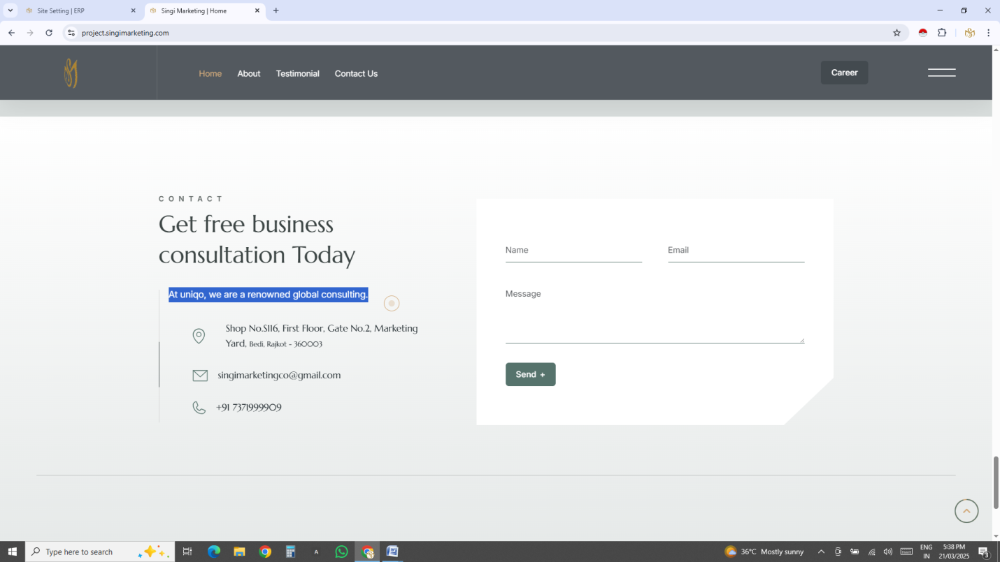 Site Setting | ERP
Singi Marketing | Home
project.singimarketing.com
Home About Testimonial Contact Us
Career
CONTACT
Get free business
consultation Today
At uniqo, we are a renowned global consulting.
Shop No.S116, First Floor, Gate No.2, Marketing
Yard, Bedi, Rajkot - 360003
singimarketingco@gmail.com
+91 7371999909
Name
Email
Message
Send +
Type here to search
36°C Mostly sunny
ENG
IN
5:38 PM
21/03/2025
3